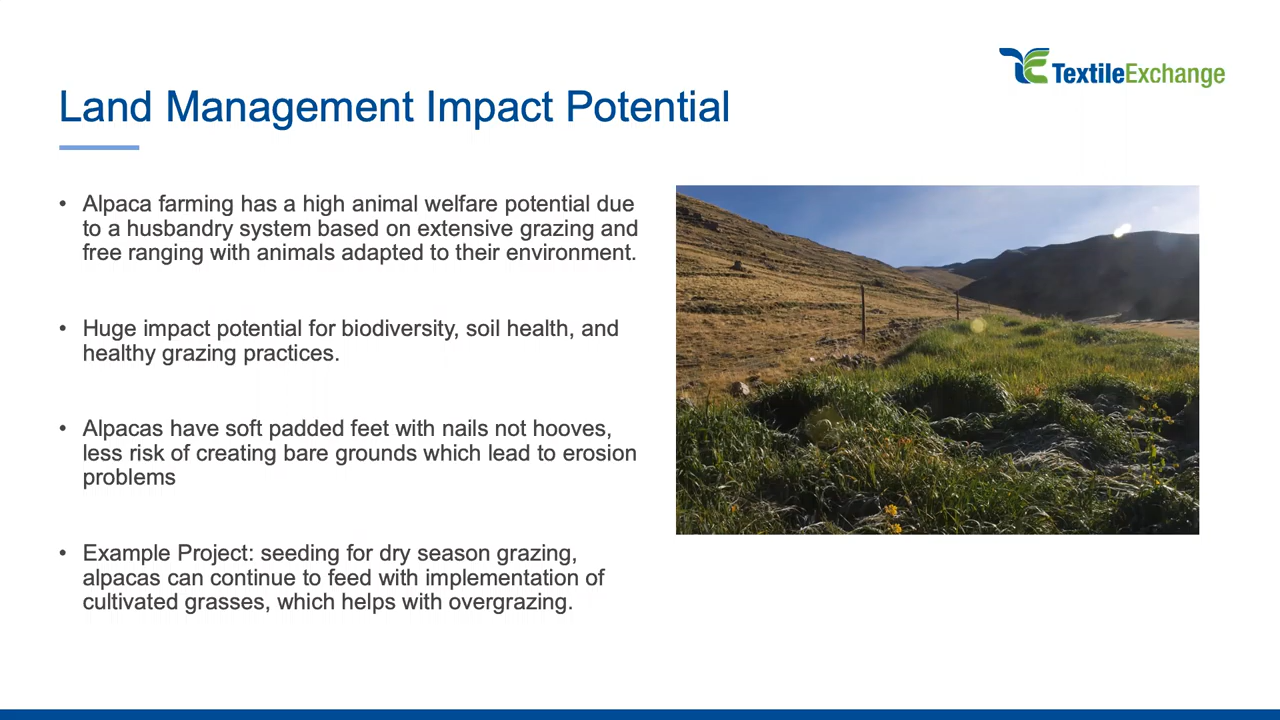 TextileExchange
Land Management Impact Potential
• Alpaca farming has a high animal welfare potential due
to a husbandry system based on extensive grazing and
free ranging with animals adapted to their environment.
• Huge impact potential for biodiversity, soil health, and
healthy grazing practices.
• Alpacas have soft padded feet with nails not hooves,
less risk of creating bare grounds which lead to erosion
problems
• Example Project: seeding for dry season grazing,
alpacas can continue to feed with implementation of
cultivated grasses, which helps with overgrazing.